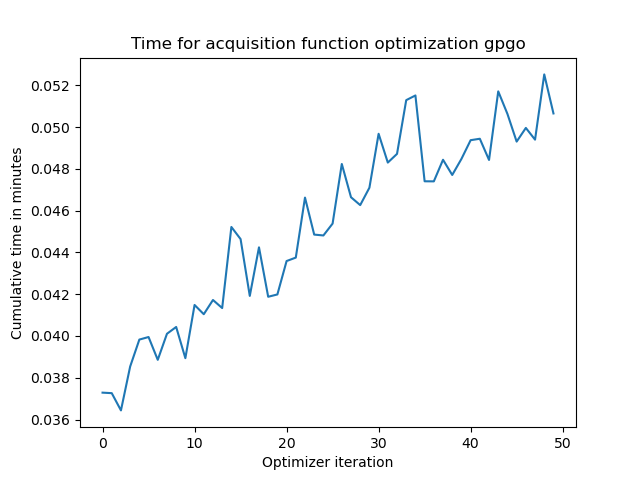 Time for acquisition function optimization gpgo
Cumulative time in minutes
0.052
0.050
0.048
0.046
0.044
0.042
0.040
0.038
0.036
0 10 20 30 40 50
Optimizer iteration